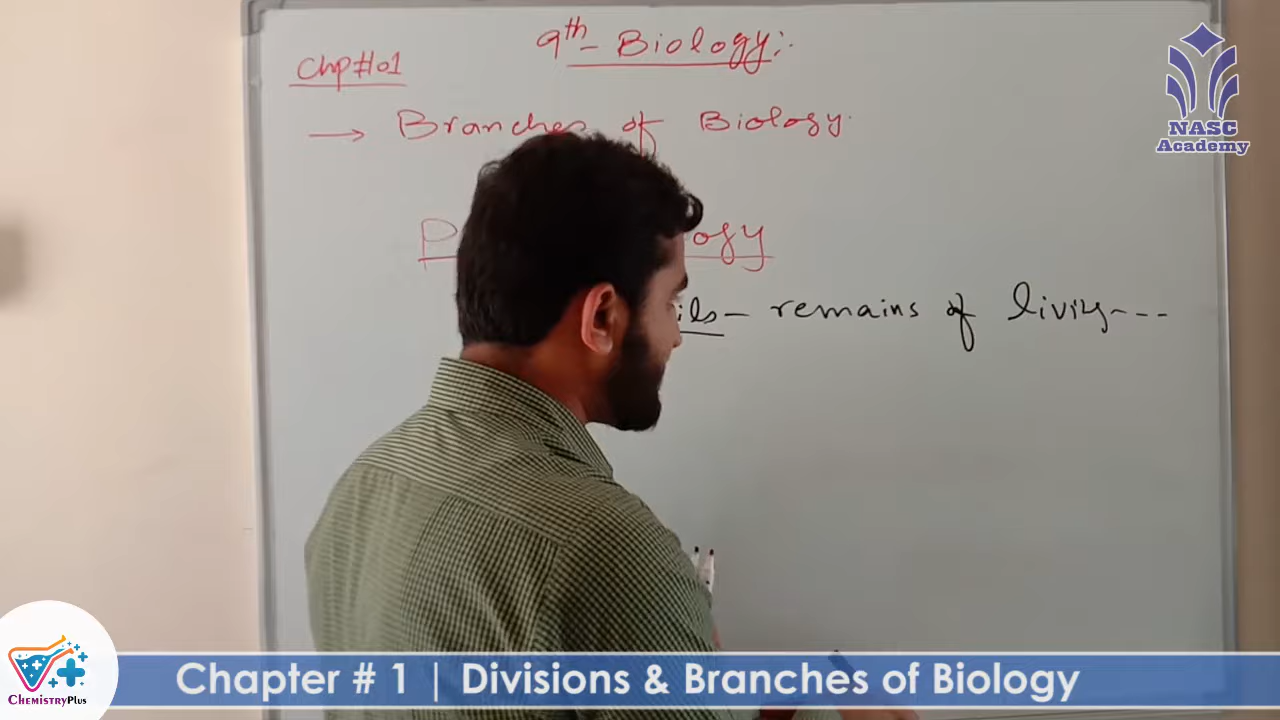 9th - Biology :-
Chp # 01
→ Branches of Biology.
remains of living ---
NASC
Academy
Chapter # 1 | Divisions & Branches of Biology
ChemistryPlus